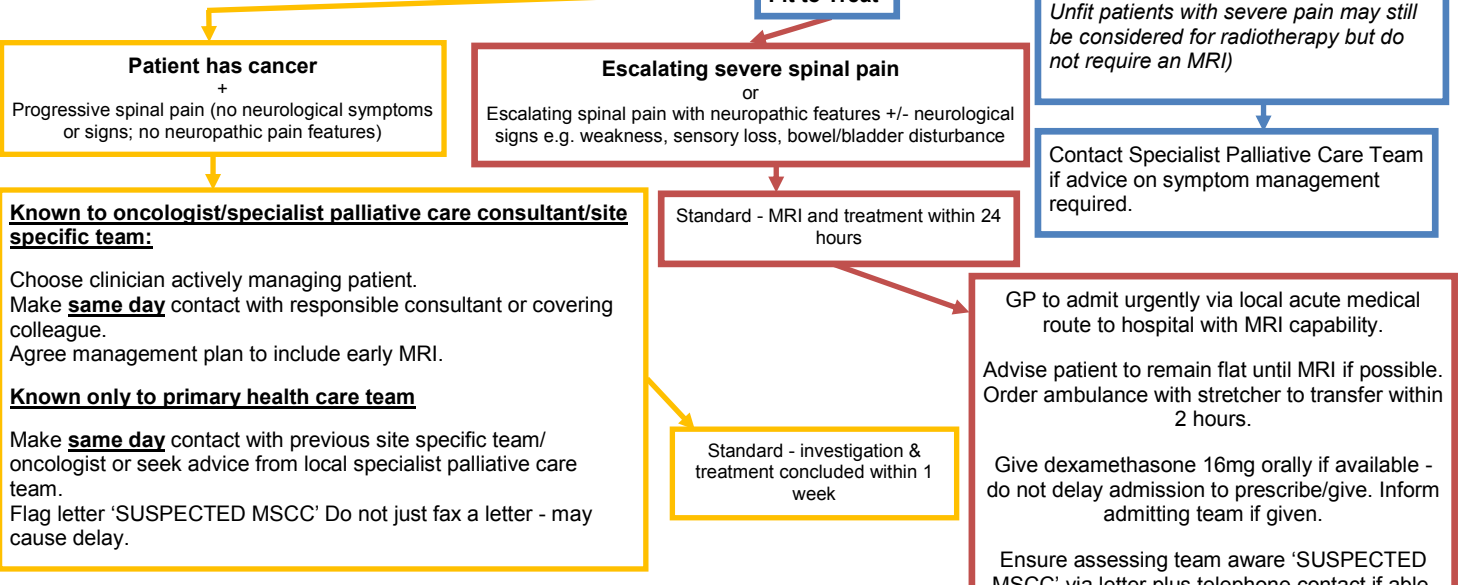 Fit to Treat
Unfit patients with severe pain may still
be considered for radiotherapy but do
not require an MRI)
Patient has cancer
+
Progressive spinal pain (no neurological symptoms
or signs; no neuropathic pain features)
Escalating severe spinal pain
or
Escalating spinal pain with neuropathic features +/- neurological
signs e.g. weakness, sensory loss, bowel/bladder disturbance
Contact Specialist Palliative Care Team
if advice on symptom management
required.
Known to oncologist/specialist palliative care consultant/site
specific team:
Choose clinician actively managing patient.
Make same day contact with responsible consultant or covering
colleague.
Agree management plan to include early MRI.
Known only to primary health care team
Make same day contact with previous site specific team/
oncologist or seek advice from local specialist palliative care
team.
Flag letter ‘SUSPECTED MSCC’ Do not just fax a letter - may
cause delay.
Standard - MRI and treatment within 24
hours
Standard - investigation &
treatment concluded within 1
week
GP to admit urgently via local acute medical
route to hospital with MRI capability.
Advise patient to remain flat until MRI if possible.
Order ambulance with stretcher to transfer within
2 hours.
Give dexamethasone 16mg orally if available -
do not delay admission to prescribe/give. Inform
admitting team if given.
Ensure assessing team aware ‘SUSPECTED
MSCC’ via letter plus telephone contact if able